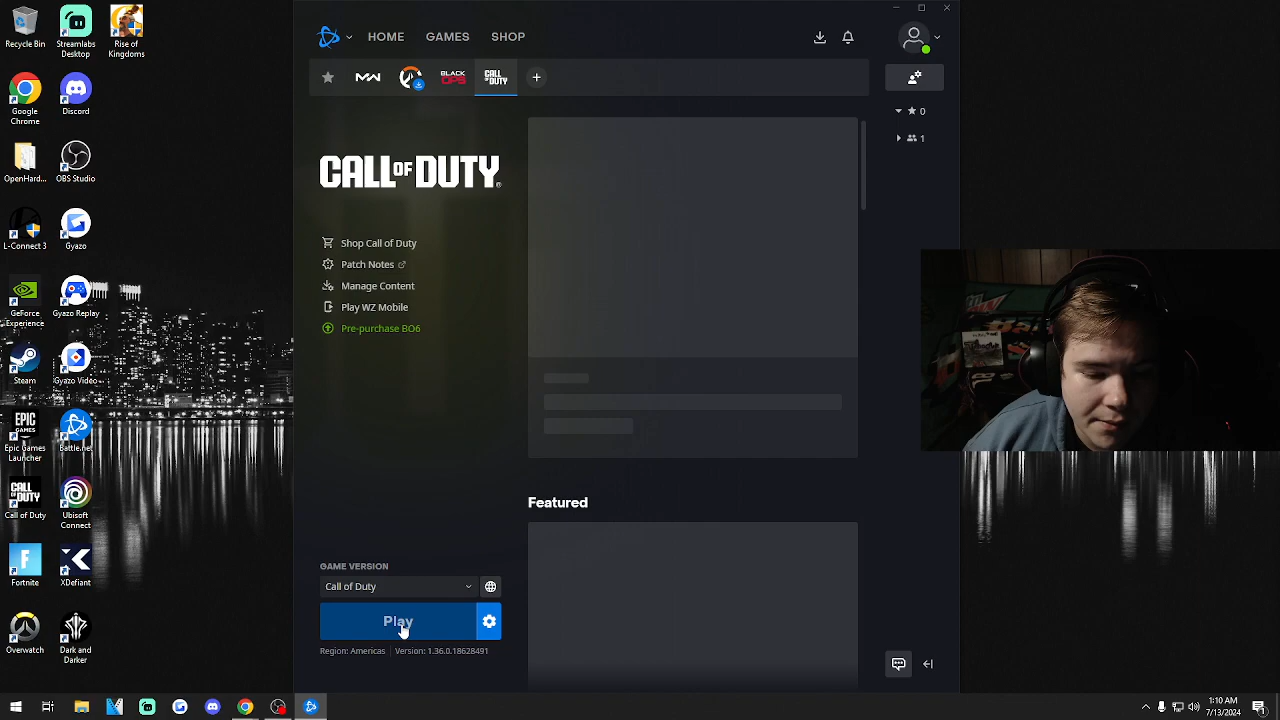 Recycle Bin
Streamlabs Desktop
Rise of Kingdoms
Google Chrome
Discord
OpenHard...
OBS Studio
L-Connect 3
Gyazo
GeForce Experience
Gyazo Replay
Steam
Gyazo Video
EPIC GAMES
Epic Games Launcher
Battle.net
CALL OF DUTY
Call of Duty
Ubisoft Connect
Fortnite
XDefiant
Overwatch
Dark and Darker
HOME GAMES SHOP
MW BLACK OPS CALL OF DUTY +
0
1
CALL OF DUTY®
Shop Call of Duty
Patch Notes
Manage Content
Play WZ Mobile
Pre-purchase BO6
Featured
GAME VERSION
Call of Duty
Play
Region: Americas Version: 1.36.0.18628491
1:10 AM
7/13/2024